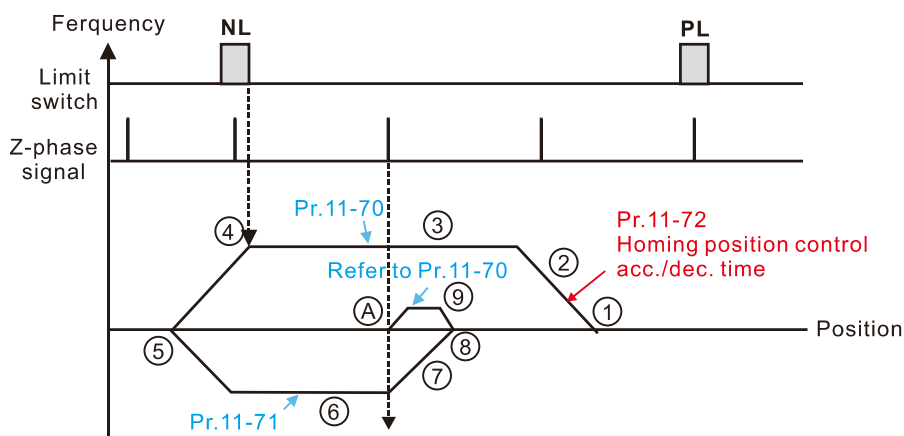 Ferquency
NL
PL
Limit
switch
Z-phase
signal
Pr.11-70
Pr.11-72
Homing position control
acc./dec. time
Refer to Pr.11-70
④
③
②
⑨
Ⓐ
①
Position
⑤
⑧
⑦
⑥
Pr.11-71